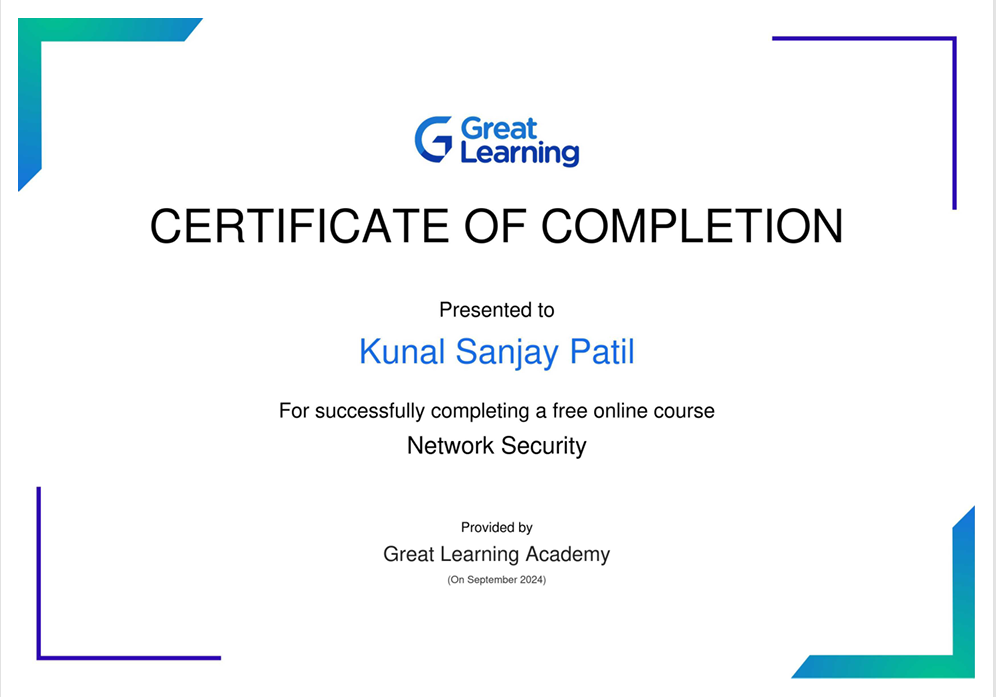 Great
Learning
CERTIFICATE OF COMPLETION
Presented to
Kunal Sanjay Patil
For successfully completing a free online course
Network Security
Provided by
Great Learning Academy
(On September 2024)